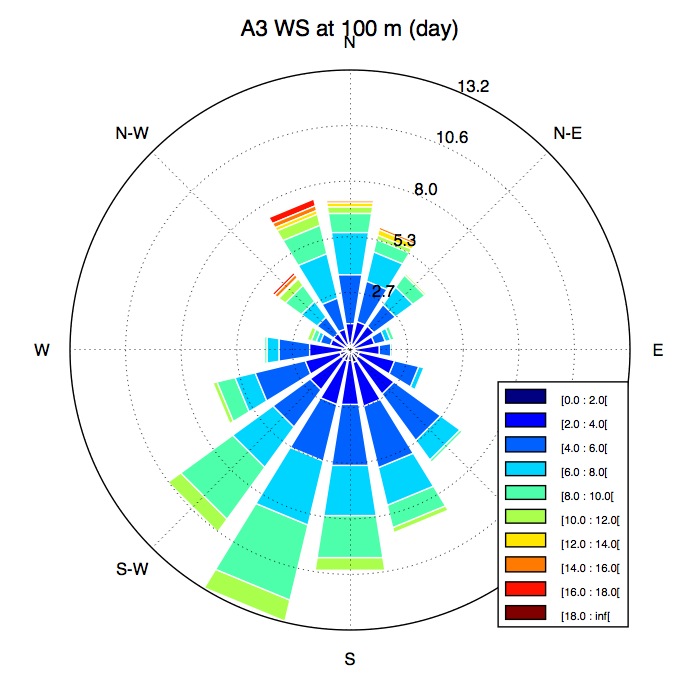 A3 WS at 100 m (day)
N
13.2
N-W
10.6
N-E
8.0
5.3
2.7
W
E
[0.0 : 2.0[
[2.0 : 4.0[
[4.0 : 6.0[
[6.0 : 8.0[
[8.0 : 10.0[
[10.0 : 12.0[
[12.0 : 14.0[
[14.0 : 16.0[
S-W
[16.0 : 18.0[
[18.0 : inf[
S